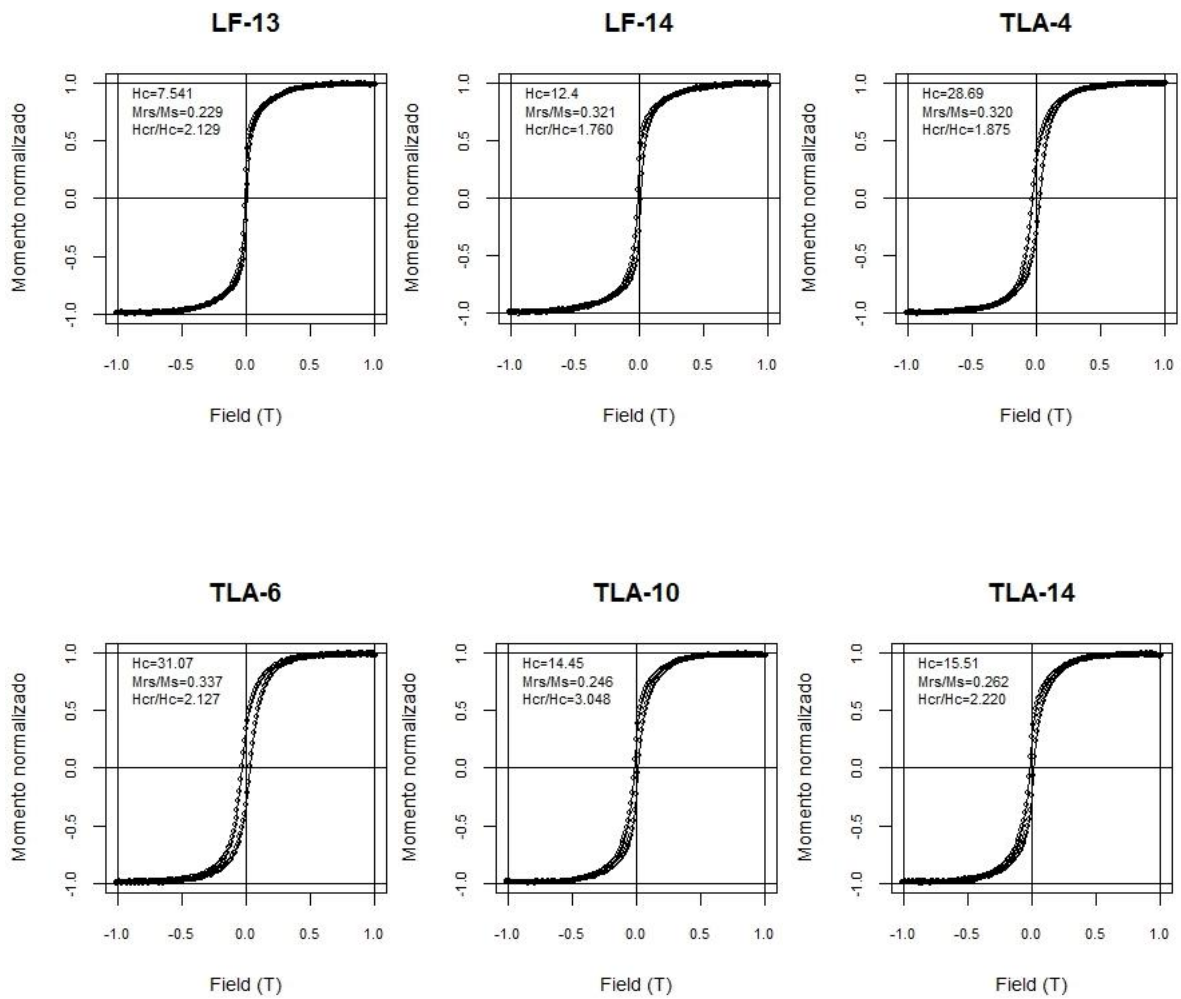 LF-13
Momento normalizado
1.0
0.5
0.0
-0.5
-1.0
Hc=7.541
Mrs/Ms=0.229
Hcr/Hc=2.129
-1.0 -0.5 0.0 0.5 1.0
Field (T)
LF-14
Momento normalizado
1.0
0.5
0.0
-0.5
-1.0
Hc=12.4
Mrs/Ms=0.321
Hcr/Hc=1.760
-1.0 -0.5 0.0 0.5 1.0
Field (T)
TLA-4
Momento normalizado
1.0
0.5
0.0
-0.5
-1.0
Hc=28.69
Mrs/Ms=0.320
Hcr/Hc=1.875
-1.0 -0.5 0.0 0.5 1.0
Field (T)
TLA-6
Momento normalizado
1.0
0.5
0.0
-0.5
-1.0
Hc=31.07
Mrs/Ms=0.337
Hcr/Hc=2.127
-1.0 -0.5 0.0 0.5 1.0
Field (T)
TLA-10
Momento normalizado
1.0
0.5
0.0
-0.5
-1.0
Hc=14.45
Mrs/Ms=0.246
Hcr/Hc=3.048
-1.0 -0.5 0.0 0.5 1.0
Field (T)
TLA-14
Momento normalizado
1.0
0.5
0.0
-0.5
-1.0
Hc=15.51
Mrs/Ms=0.262
Hcr/Hc=2.220
-1.0 -0.5 0.0 0.5 1.0
Field (T)